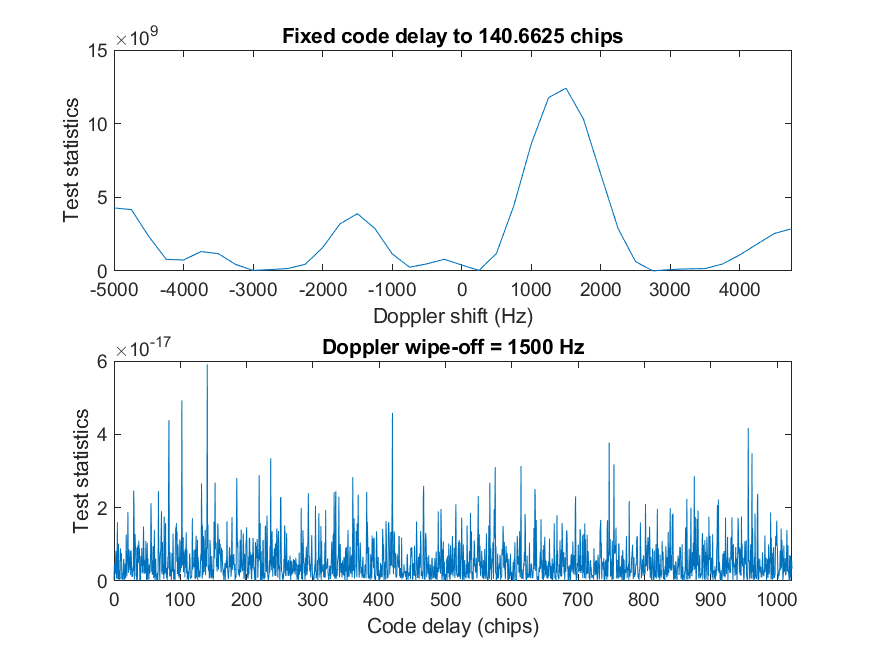 Fixed code delay to 140.6625 chips
×10^9
15
10
5
0
Test statistics
-5000 -4000 -3000 -2000 -1000 0 1000 2000 3000 4000
Doppler shift (Hz)
Doppler wipe-off = 1500 Hz
×10^-17
6
4
2
0
Test statistics
0 100 200 300 400 500 600 700 800 900 1000
Code delay (chips)